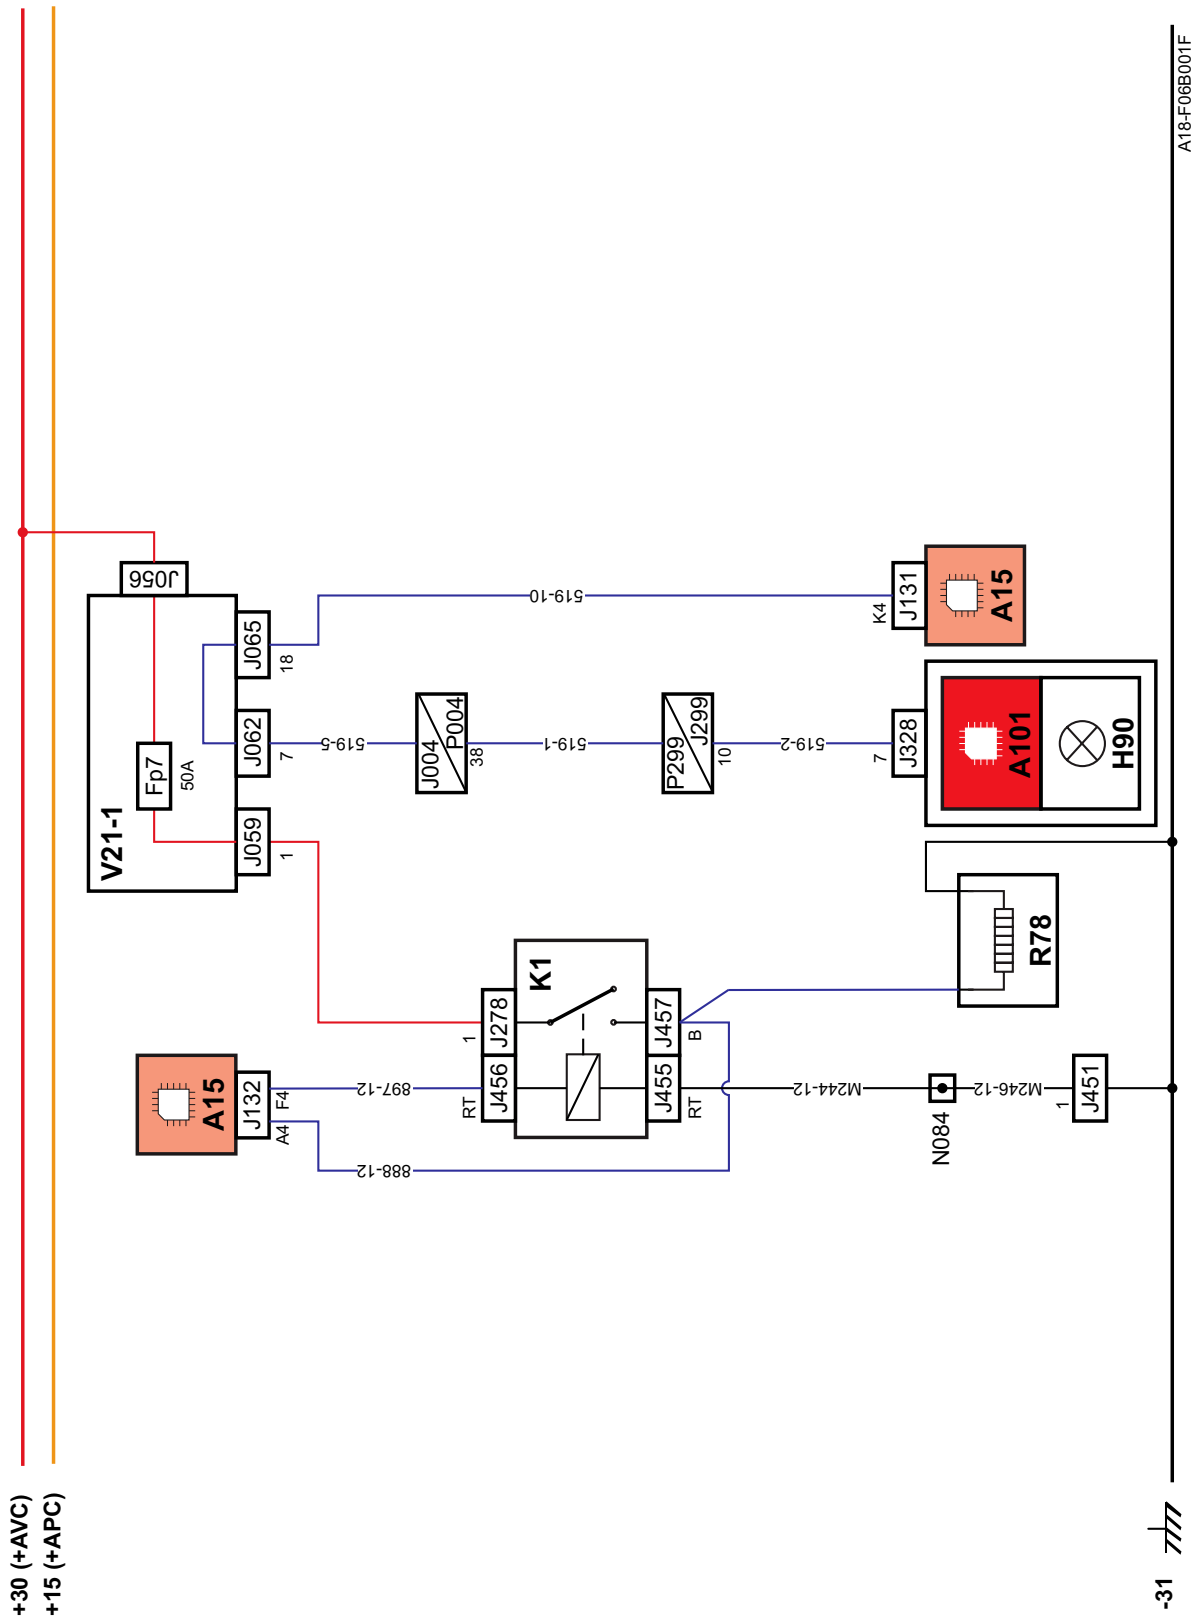 +30 (+AVC)
+15 (+APC)
A15
J132
A4
F4
888-12
897-12
V21-1
Fp7
50A
J056
J059
1
J062
7
J065
18
K1
J456
RT
J278
1
J455
RT
J457
B
M244-12
N084
M246-12
J451
1
R78
519-5
J004
P004
38
519-1
P299
J299
10
519-2
J328
7
A101
H90
519-10
J131
K4
A15
-31
A18-F06B001F